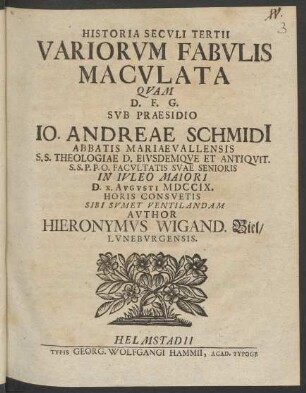 3
HISTORIA SECULI TERTII
VARIORVM FABVLIS
MACVLATA
QVAM
D. F. G.
SVB PRAESIDIO
IO. ANDREAE SCHMIDI
ABBATIS MARIAEVALLENSIS
S.S. THEOLOGIAE D. EIVSDEMQVE ET ANTIQVIT.
S.S. P. P. O. FACVLTATIS SVAE SENIORIS
IN IVLEO MAIORI
D. X. AVGVSTI MDCCIX.
HORIS CONSVETIS
SIBI SVMET VENTILANDAM
AVTHOR
HIERONYMVS WIGAND. Biel/
LVNEBVRGENSIS.
HELMSTADII
TYPIS GEORG. WOLFGANGI HAMMII, ACAD. TYPOGR.